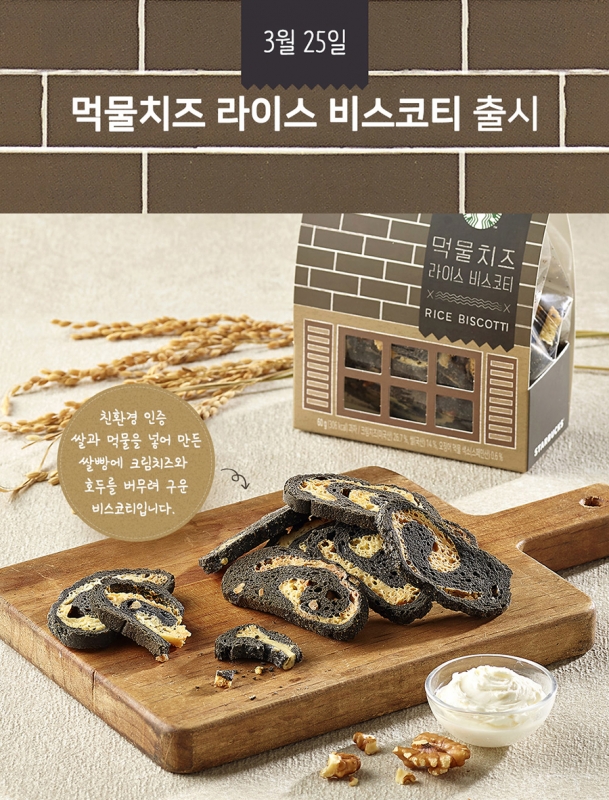 3월 25일
먹물치즈 라이스 비스코티 출시
먹물치즈
라이스 비스코티
RICE BISCOTTI
친환경 인증
쌀과 먹물을 넣어 만든
쌀빵에 크림치즈와
호두를 버무려 구운
비스코티입니다.
STARBUCKS